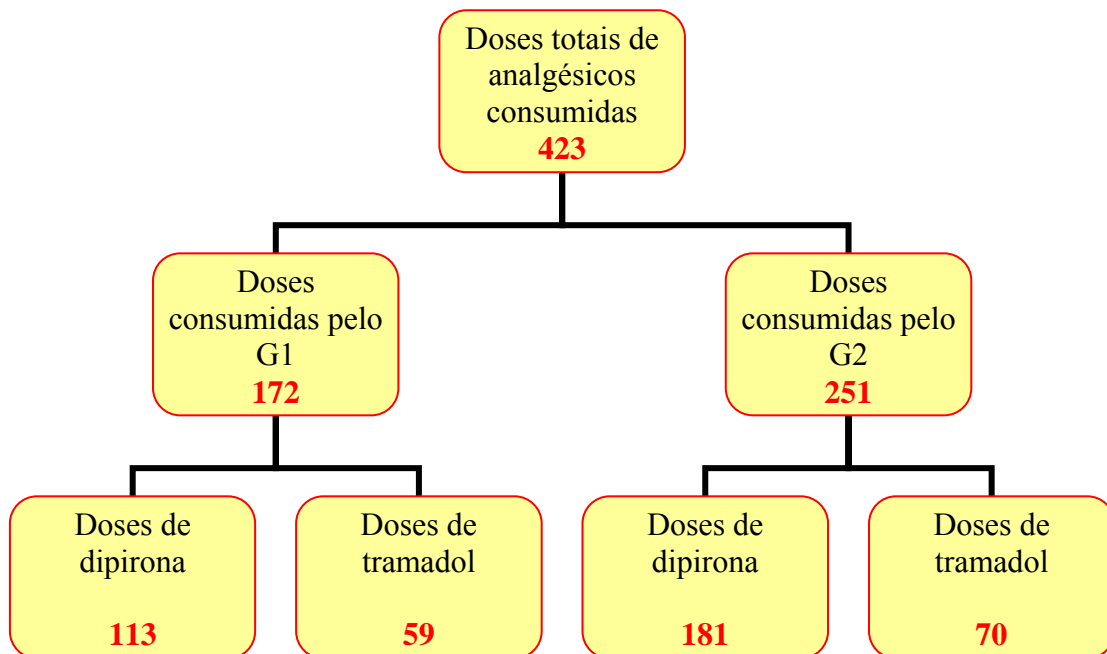 Doses totais de
analgésicos
consumidas
423
Doses
consumidas pelo
G1
172
Doses
consumidas pelo
G2
251
Doses de
dipirona
113
Doses de
tramadol
59
Doses de
dipirona
181
Doses de
tramadol
70